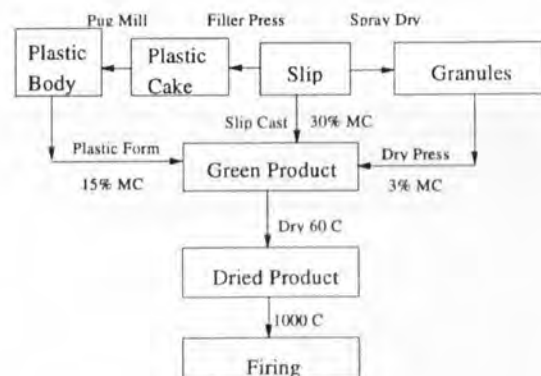 Pug Mill Filter Press Spray Dry
Plastic Body
Plastic Cake
Slip
Granules
Slip Cast 30% MC
Plastic Form
15% MC
Dry Press
3% MC
Green Product
Dry 60 C
Dried Product
1000 C
Firing